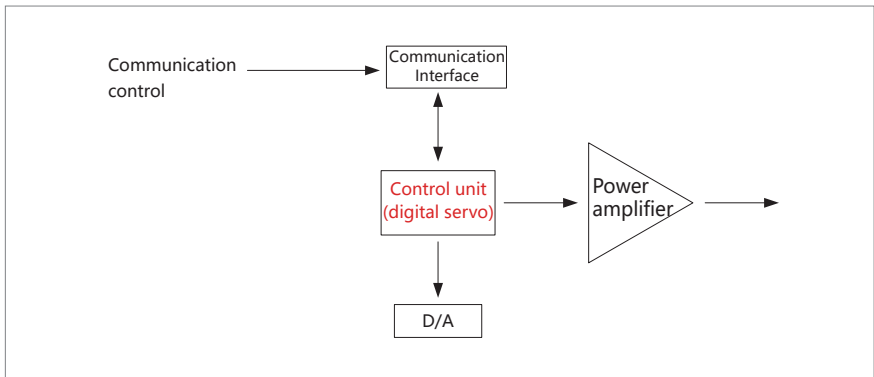 Communication
control
Communication
Interface
Control unit
(digital servo)
Power
amplifier
D/A